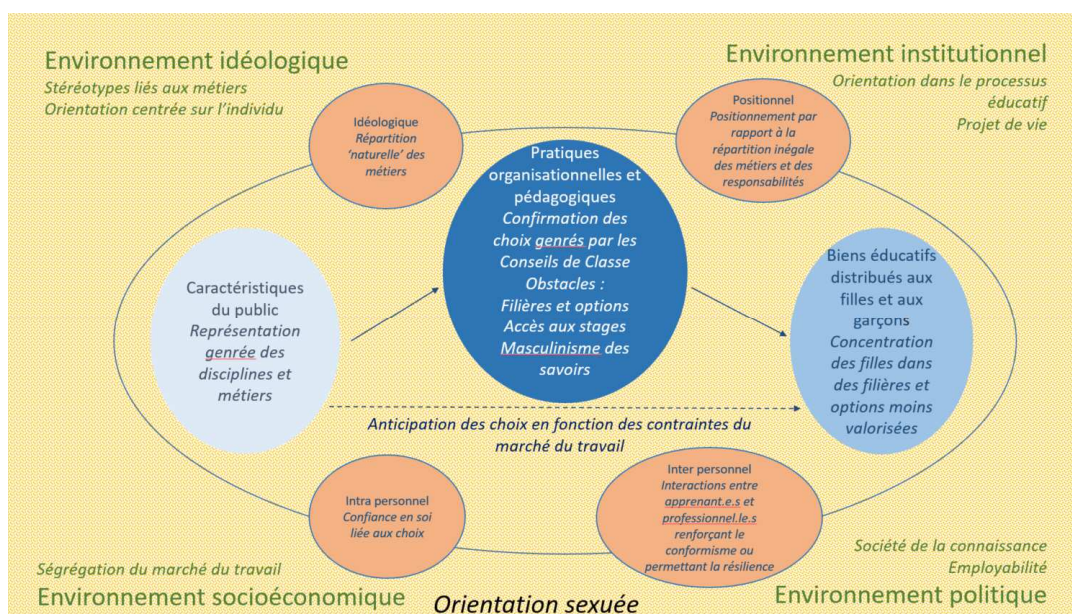 Environnement idéologique
Stéréotypes liés aux métiers
Orientation centrée sur l'individu
Environnement institutionnel
Orientation dans le processus
éducatif
Projet de vie
Idéologique
Répartition
'naturelle' des
métiers
Positionnel
Positionnement par
rapport à la
répartition inégale
des métiers et des
responsabilités
Pratiques
organisationnelles et
pédagogiques
Confirmation des
choix genrés par les
Conseils de Classe
Obstacles :
Filières et options
Accès aux stages
Masculinisme des
savoirs
Caractéristiques
du public
Représentation
genrée des
disciplines et
métiers
Biens éducatifs
distribués aux
filles et aux
garçons
Concentration
des filles dans
des filières et
options moins
valorisées
Anticipation des choix en fonction des contraintes du
marché du travail
Intra personnel
Confiance en soi
liée aux choix
Inter personnel
Interactions entre
apprenant.e.s et
professionnel.le.s
renforçant le
conformisme ou
permettant la résilience
Ségrégation du marché du travail
Environnement socioéconomique
Orientation sexuée
Société de la connaissance
Employabilité
Environnement politique